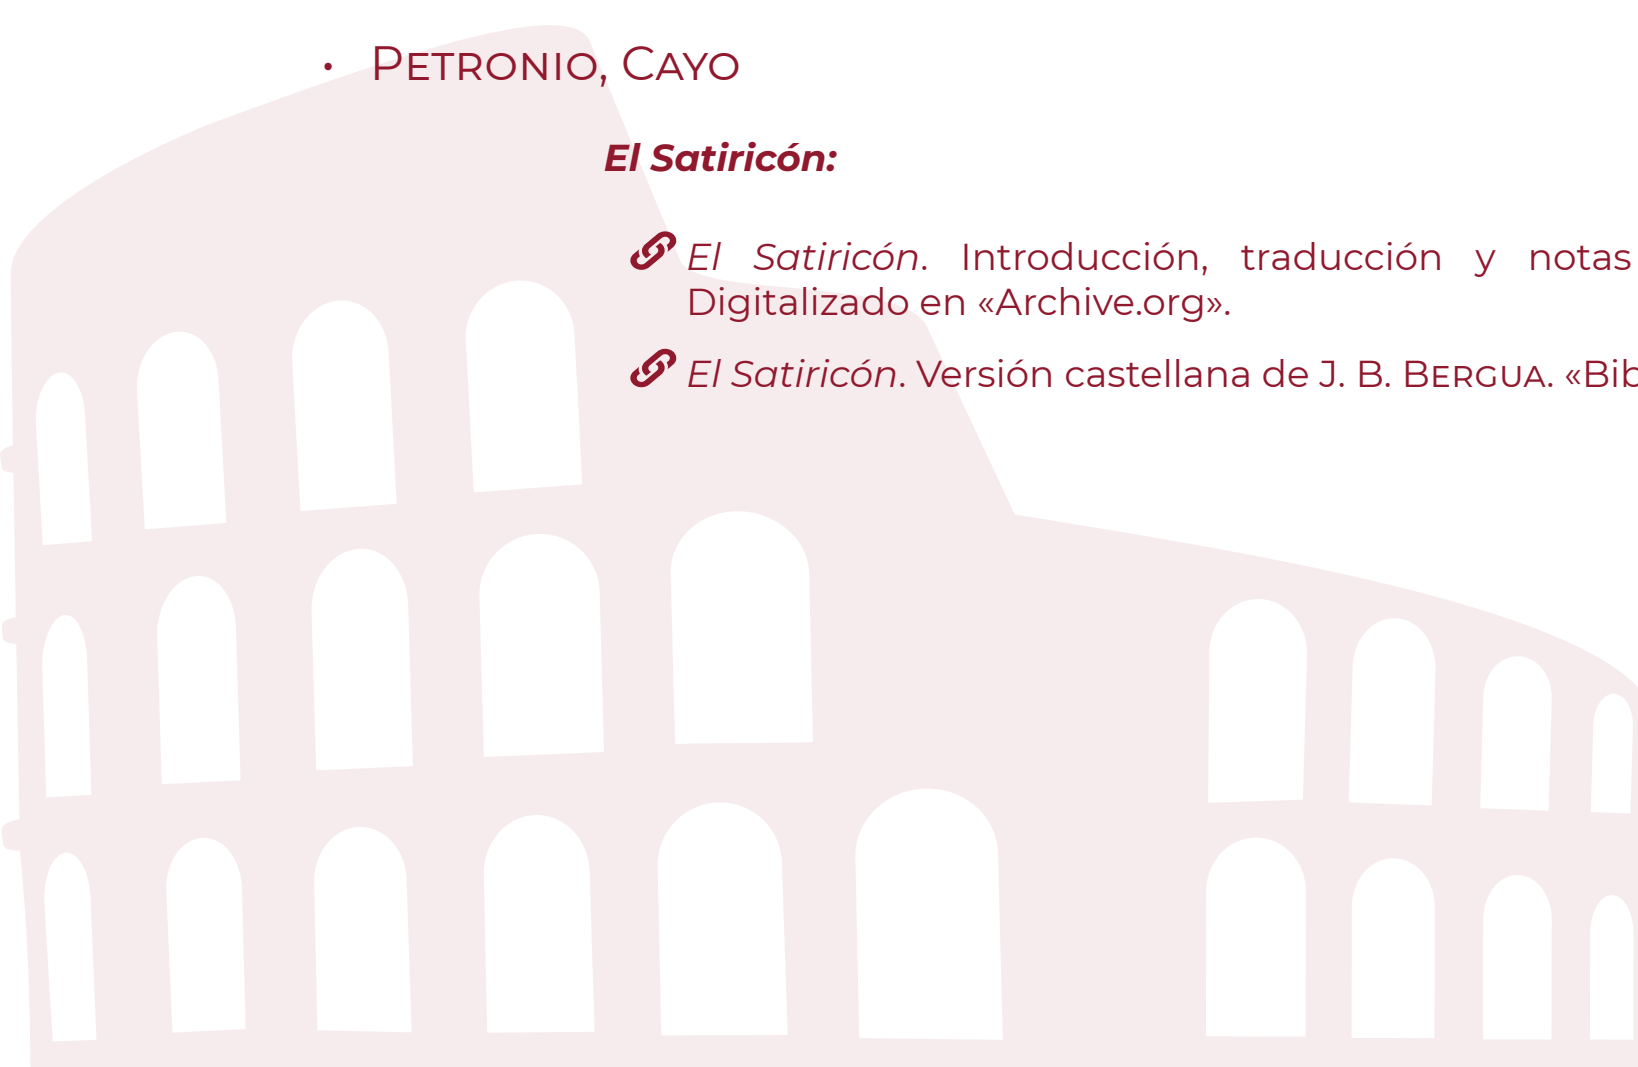 • PETRONIO, CAYO
El Satiricón:
El Satiricón. Introducción, traducción y notas
Digitalizado en «Archive.org».
El Satiricón. Versión castellana de J. B. BERGUA.